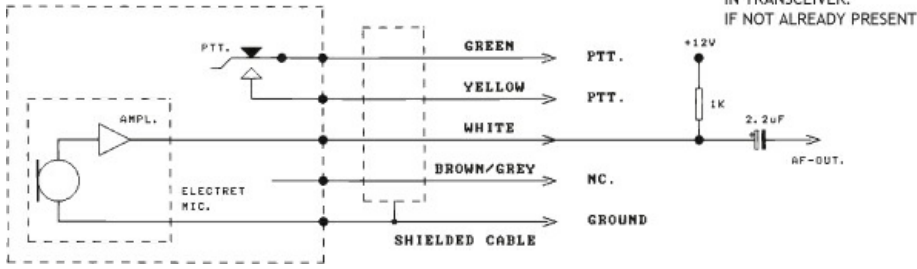 IN TRANSCEIVER.
IF NOT ALREADY PRESENT
PTT.
GREEN
PTT.
+12V
YELLOW
PTT.
1K
AMPL.
WHITE
2.2uF
AF-OUT.
BROWN/GREY
NC.
ELECTRET
MIC.
GROUND
SHIELDED CABLE